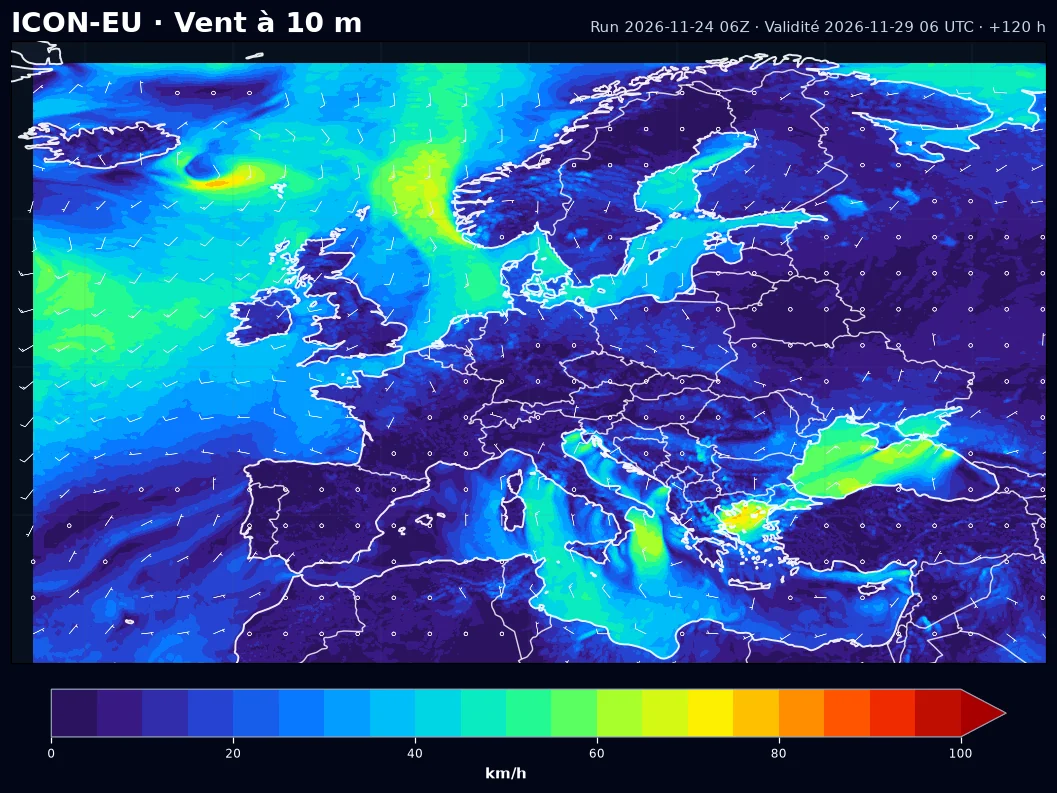 ICON-EU · Vent à 10 m
Run 2026-11-24 06Z · Validité 2026-11-29 06 UTC · +120 h
0 20 40 60 80 100
km/h